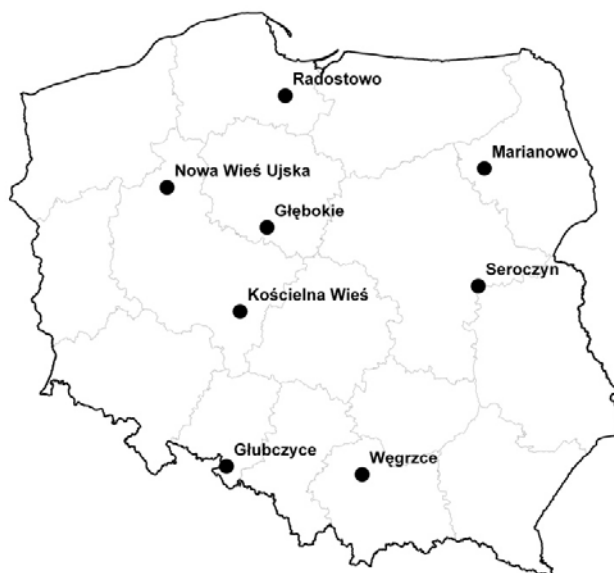 Radostowo
Marianowo
Nowa Wieś Ujska
Głębokie
Seroczyn
Kościelna Wieś
Głubczyce
Węgrzce